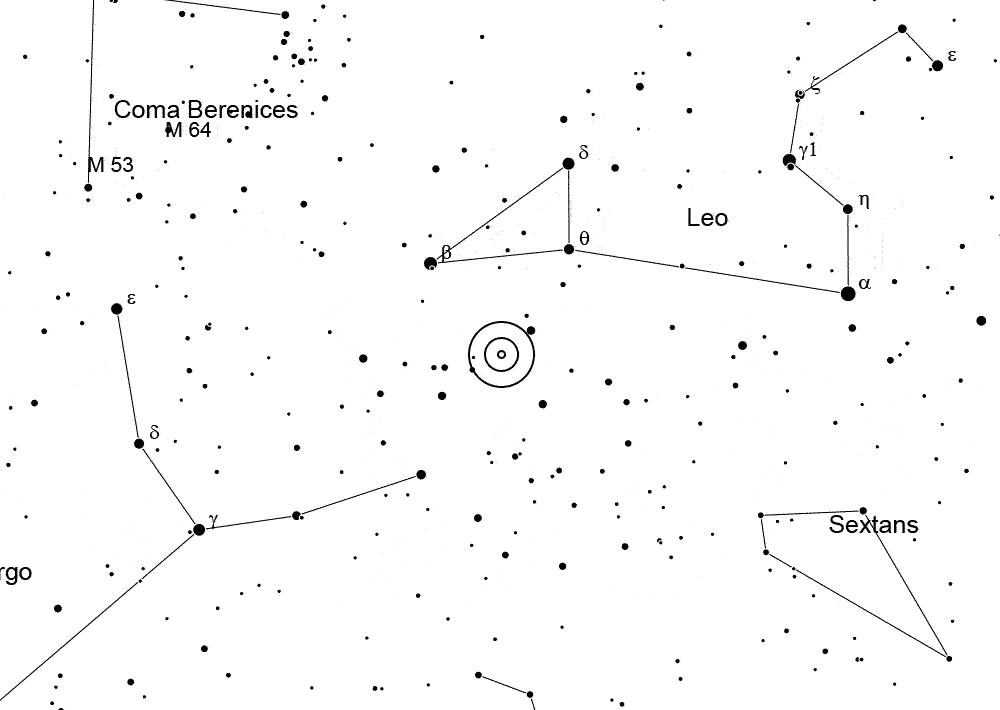 ε
ζ
Coma Berenices
M 64
γ1
M 53
δ
η
Leo
θ
β
α
ε
δ
γ
Sextans
rgo